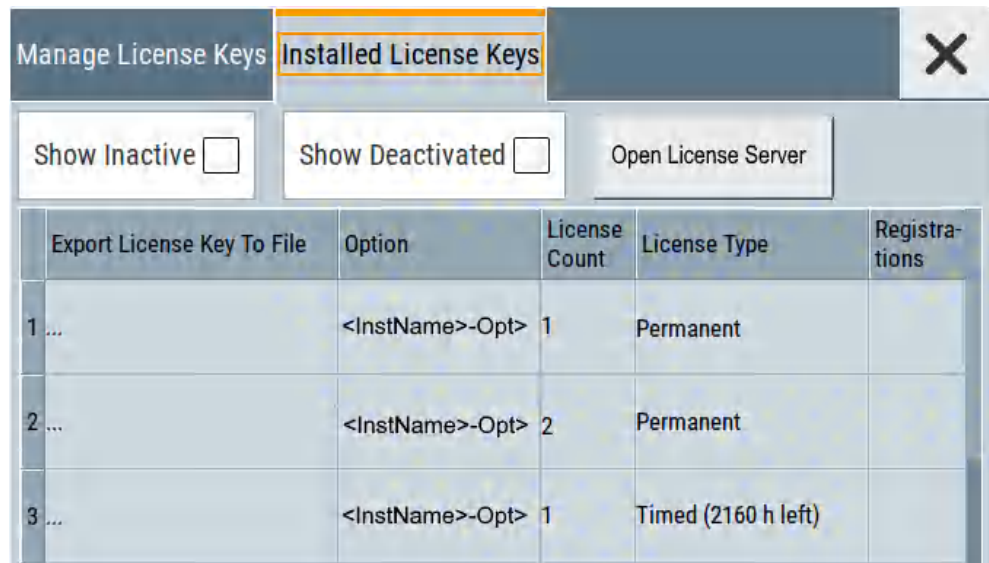 Manage License Keys Installed License Keys
Show Inactive Show Deactivated Open License Server
Export License Key To File Option License Count License Type Registra-
tions
1 ... <InstName>-Opt> 1 Permanent
2 ... <InstName>-Opt> 2 Permanent
3 ... <InstName>-Opt> 1 Timed (2160 h left)